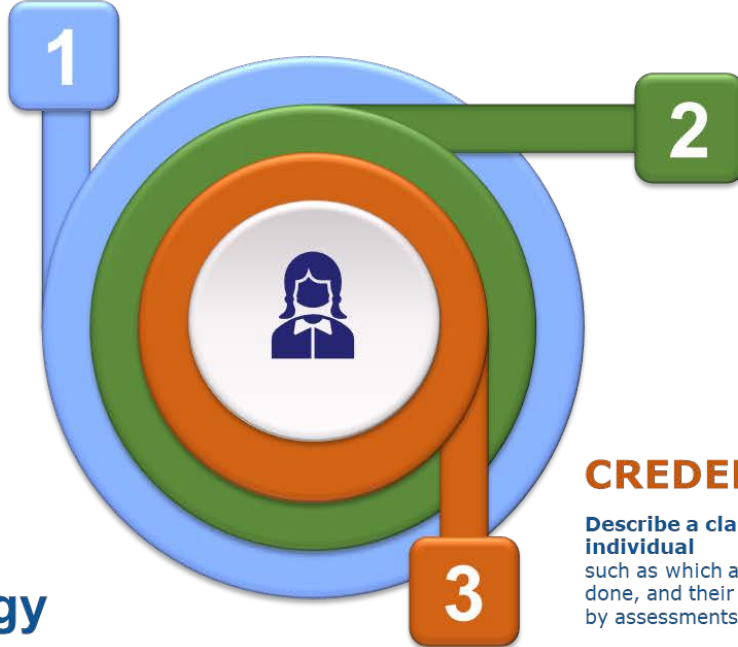 1
2
CREDE
Describe a cla
individual
such as which a
done, and their
by assessments
3
gy